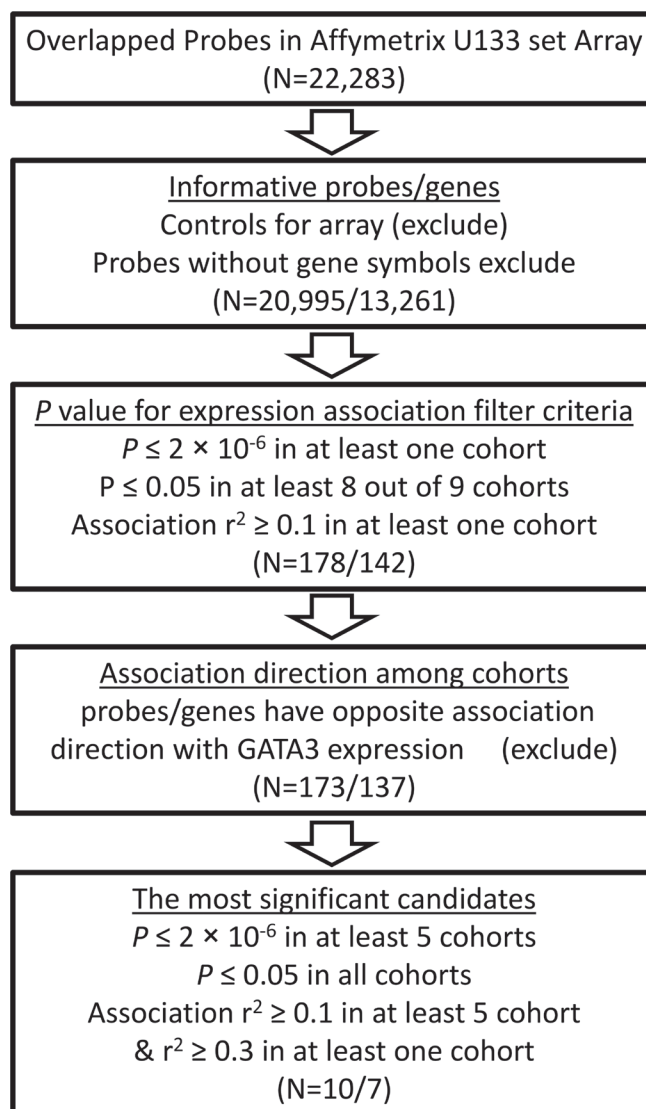 Overlapped Probes in Affymetrix U133 set Array
(N=22,283)
Informative probes/genes
Controls for array (exclude)
Probes without gene symbols exclude
(N=20,995/13,261)
P value for expression association filter criteria
P ≤ 2 × 10⁻⁶ in at least one cohort
P ≤ 0.05 in at least 8 out of 9 cohorts
Association r² ≥ 0.1 in at least one cohort
(N=178/142)
Association direction among cohorts
probes/genes have opposite association
direction with GATA3 expression (exclude)
(N=173/137)
The most significant candidates
P ≤ 2 × 10⁻⁶ in at least 5 cohorts
P ≤ 0.05 in all cohorts
Association r² ≥ 0.1 in at least 5 cohort
& r² ≥ 0.3 in at least one cohort
(N=10/7)